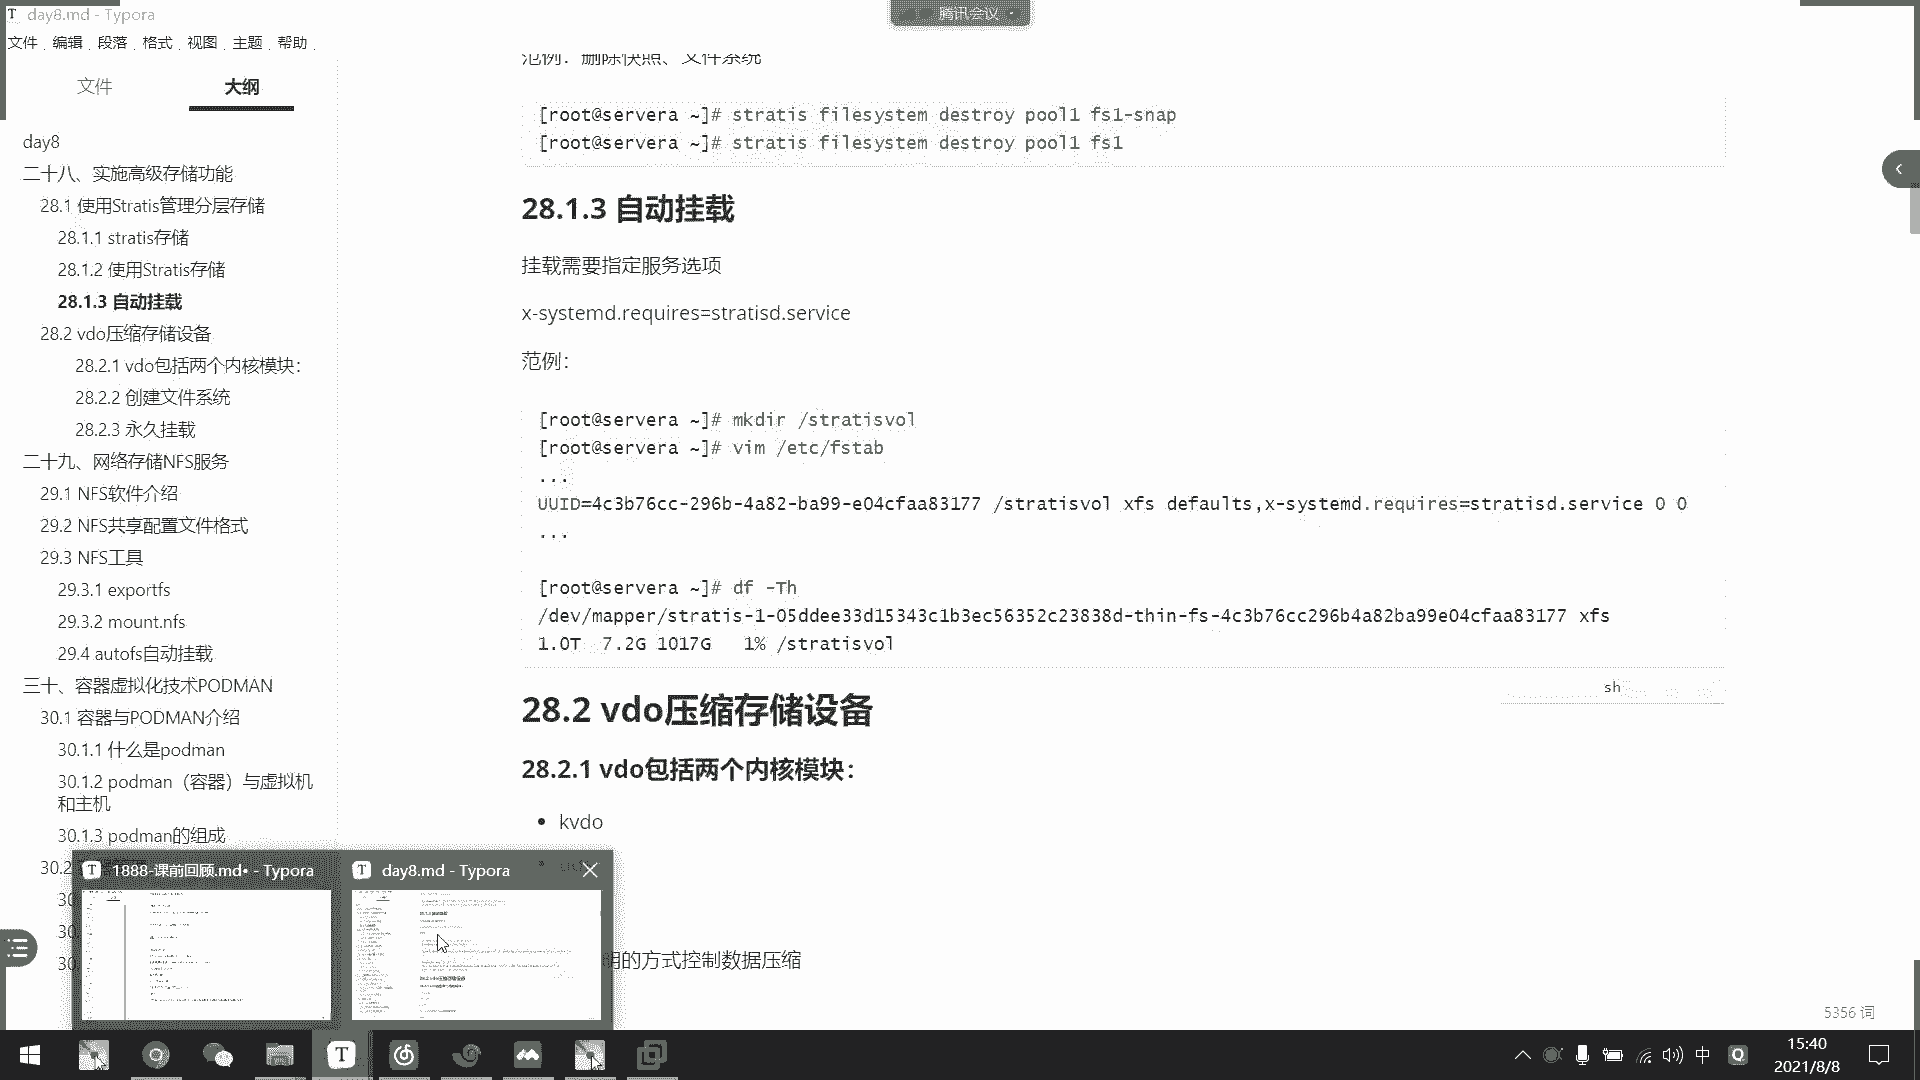 day8.md - Typora
腾讯会议
文件 编辑 段落 格式 视图 主题 帮助
文件 大纲
day8
二十八、实施高级存储功能
28.1 使用Stratis管理分层存储
28.1.1 stratis存储
28.1.2 使用Stratis存储
28.1.3 自动挂载
28.2 vdo压缩存储设备
28.2.1 vdo包括两个内核模块：
28.2.2 创建文件系统
28.2.3 永久挂载
二十九、网络存储NFS服务
29.1 NFS软件介绍
29.2 NFS共享配置文件格式
29.3 NFS工具
29.3.1 exportfs
29.3.2 mount.nfs
29.4 autofs自动挂载
三十、容器虚拟化技术PODMAN
30.1 容器与PODMAN介绍
30.1.1 什么是podman
30.1.2 podman（容器）与虚拟机
和主机
30.1.3 podman的组成
30.2
30
30
30
范例：删除快照、文件系统
[root@servera ~]# stratis filesystem destroy pool1 fs1-snap
[root@servera ~]# stratis filesystem destroy pool1 fs1
28.1.3 自动挂载
挂载需要指定服务选项
x-systemd.requires=stratisd.service
范例：
[root@servera ~]# mkdir /stratisvol
[root@servera ~]# vim /etc/fstab
...
UUID=4c3b76cc-296b-4a82-ba99-e04cfaa83177 /stratisvol xfs defaults,x-systemd.requires=stratisd.service 0 0
...
[root@servera ~]# df -Th
/dev/mapper/stratis-1-05ddee33d15343c1b3ec56352c23838d-thin-fs-4c3b76cc296b4a82ba99e04cfaa83177 xfs
1.0T 7.2G 1017G 1% /stratisvol
sh
28.2 vdo压缩存储设备
28.2.1 vdo包括两个内核模块：
kvdo
明的方式控制数据压缩
1888-课前回顾.md• - Typora
day8.md - Typora
5356 词
中
15:40
2021/8/8